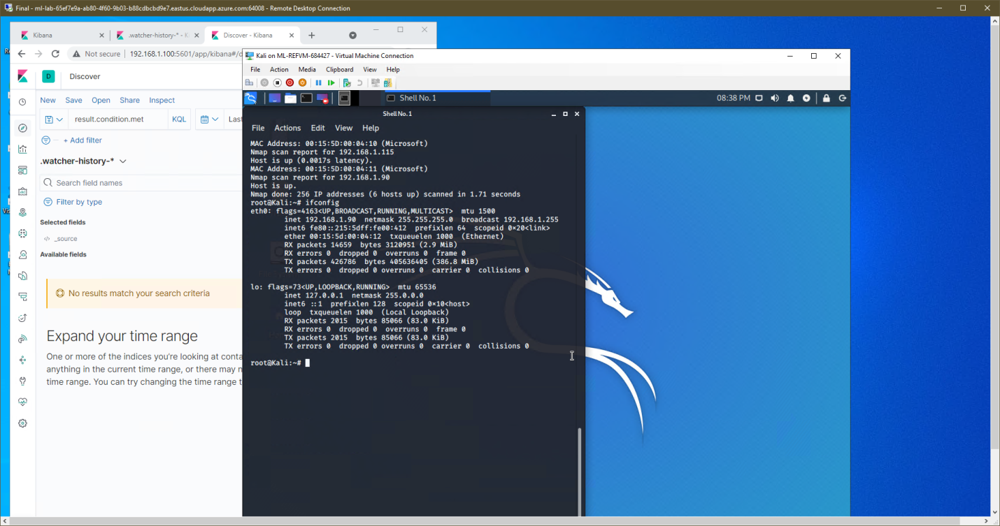 Final - ml-lab-65ef7e9a-ab80-4f60-9b03-b88cdbcbd9e7.eastus.cloudapp.azure.com:64008 - Remote Desktop Connection
Kibana
.watcher-history-* - Ki
Discover - Kibana
Not secure
192.168.1.100:5601/app/kibana#/d
D
Discover
New Save Open Share Inspect
result.condition.met
KQL
Last
+ Add filter
.watcher-history-*
Search field names
Filter by type
Selected fields
</> _source
Available fields
No results match your search criteria
Expand your time range
One or more of the indices you're looking at conta
anything in the current time range, or there may n
time range. You can try changing the time range t
Kali on ML-REFVM-684427 - Virtual Machine Connection
File Action Media Clipboard View Help
Shell No. 1
08:38 PM
Shell No. 1
File Actions Edit View Help
MAC Address: 00:15:5D:00:04:10 (Microsoft)
Nmap scan report for 192.168.1.115
Host is up (0.0017s latency).
MAC Address: 00:15:5D:00:04:11 (Microsoft)
Nmap scan report for 192.168.1.90
Host is up.
Nmap done: 256 IP addresses (6 hosts up) scanned in 1.71 seconds
root@Kali:~# ifconfig
eth0: flags=4163<UP,BROADCAST,RUNNING,MULTICAST> mtu 1500
inet 192.168.1.90 netmask 255.255.255.0 broadcast 192.168.1.255
inet6 fe80::215:5dff:fe00:412 prefixlen 64 scopeid 0×20<link>
ether 00:15:5d:00:04:12 txqueuelen 1000 (Ethernet)
RX packets 14659 bytes 3120951 (2.9 MiB)
RX errors 0 dropped 0 overruns 0 frame 0
TX packets 426786 bytes 405636405 (386.8 MiB)
TX errors 0 dropped 0 overruns 0 carrier 0 collisions 0
lo: flags=73<UP,LOOPBACK,RUNNING> mtu 65536
inet 127.0.0.1 netmask 255.0.0.0
inet6 ::1 prefixlen 128 scopeid 0×10<host>
loop txqueuelen 1000 (Local Loopback)
RX packets 2015 bytes 85066 (83.0 KiB)
RX errors 0 dropped 0 overruns 0 frame 0
TX packets 2015 bytes 85066 (83.0 KiB)
TX errors 0 dropped 0 overruns 0 carrier 0 collisions 0
root@Kali:~#